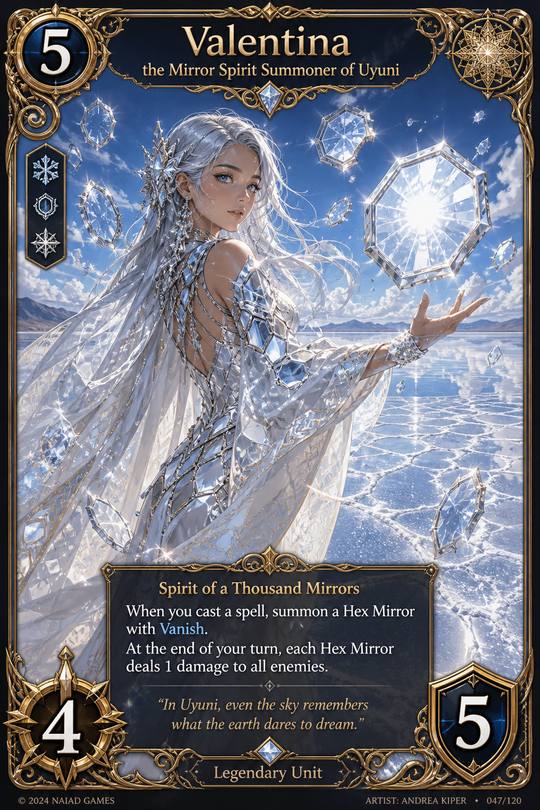 5
Valentina
the Mirror Spirit Summoner of Uyuni
Spirit of a Thousand Mirrors
When you cast a spell, summon a Hex Mirror
with Vanish.
At the end of your turn, each Hex Mirror
deals 1 damage to all enemies.
“In Uyuni, even the sky remembers
what the earth dares to dream.”
4
5
Legendary Unit
© 2024 NAIAD GAMES
ARTIST: ANDREA KIPER • 047/120